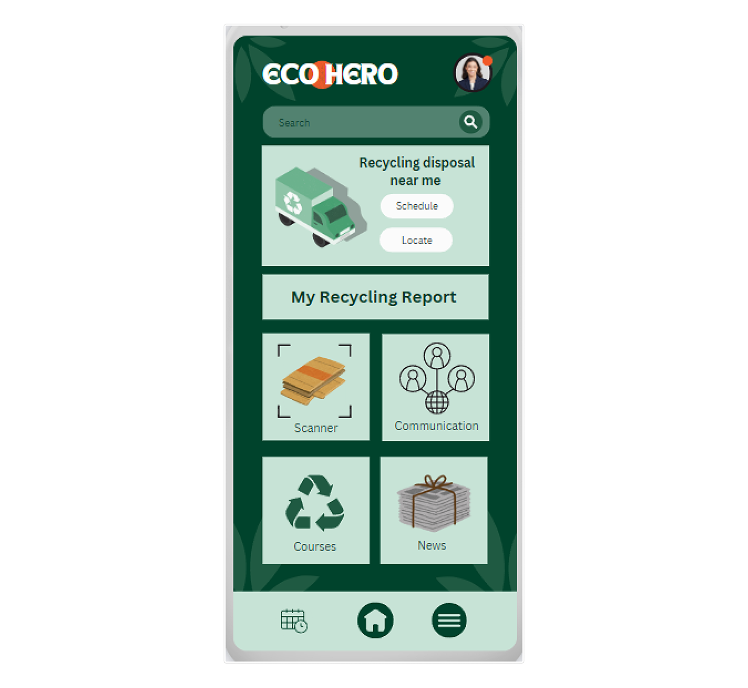 ECO HERO
Search
Recycling disposal
near me
Schedule
Locate
My Recycling Report
Scanner
Communication
Courses
News